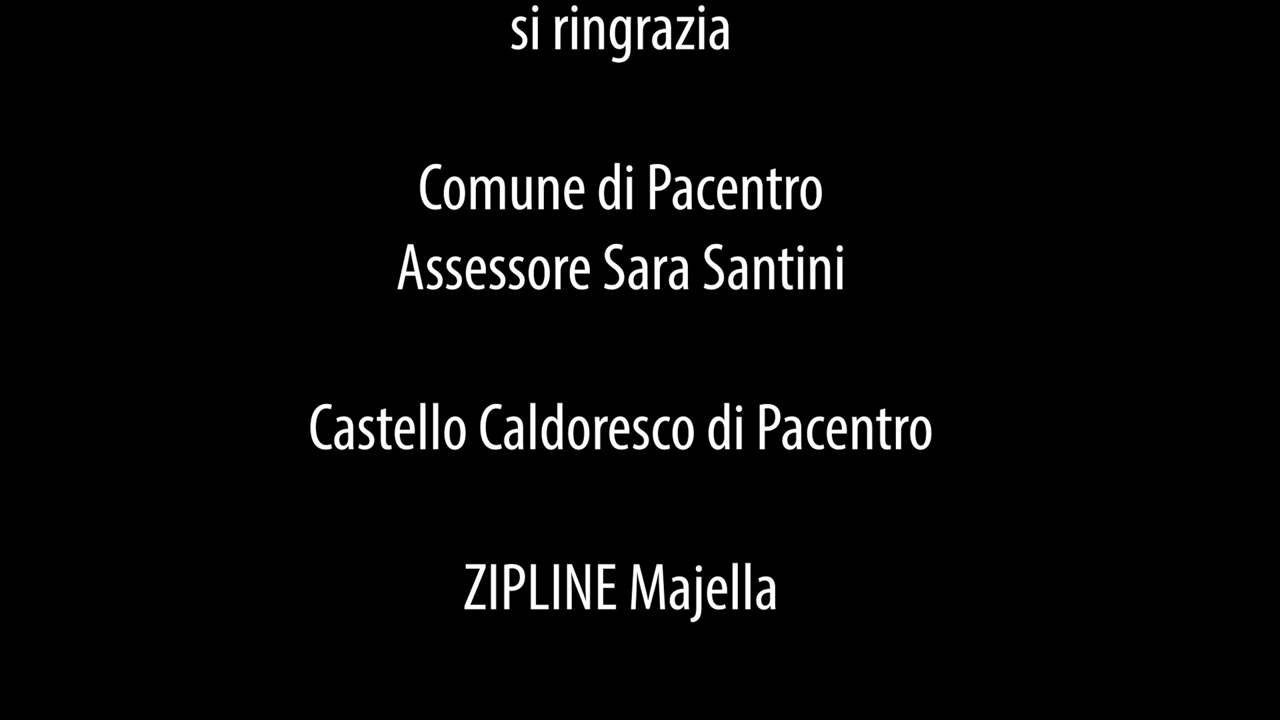 si ringrazia
Comune di Pacentro
Assessore Sara Santini
Castello Caldoresco di Pacentro
ZIPLINE Majella